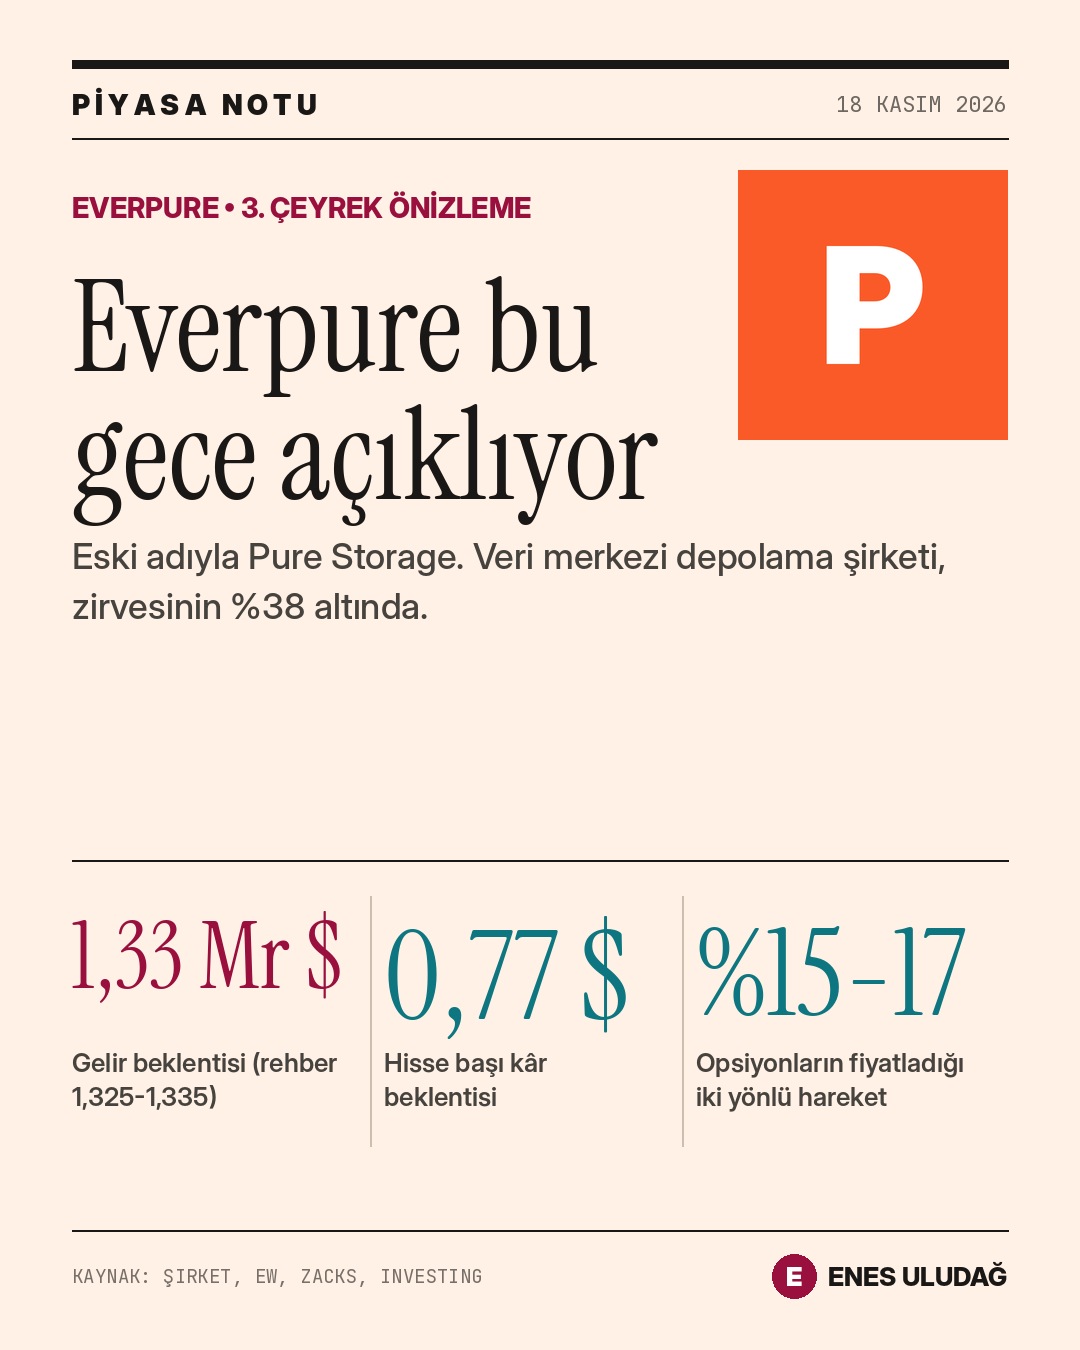 PİYASA NOTU
18 KASIM 2026
EVERPURE • 3. ÇEYREK ÖNİZLEME
P
Everpure bu
gece açıklıyor
Eski adıyla Pure Storage. Veri merkezi depolama şirketi,
zirvesinin %38 altında.
1,33 Mr $
Gelir beklentisi (rehber
1,325-1,335)
0,77 $
Hisse başı kâr
beklentisi
%15–17
Opsiyonların fiyatladığı
iki yönlü hareket
KAYNAK: ŞIRKET, EW, ZACKS, INVESTING
E ENES ULUDAĞ